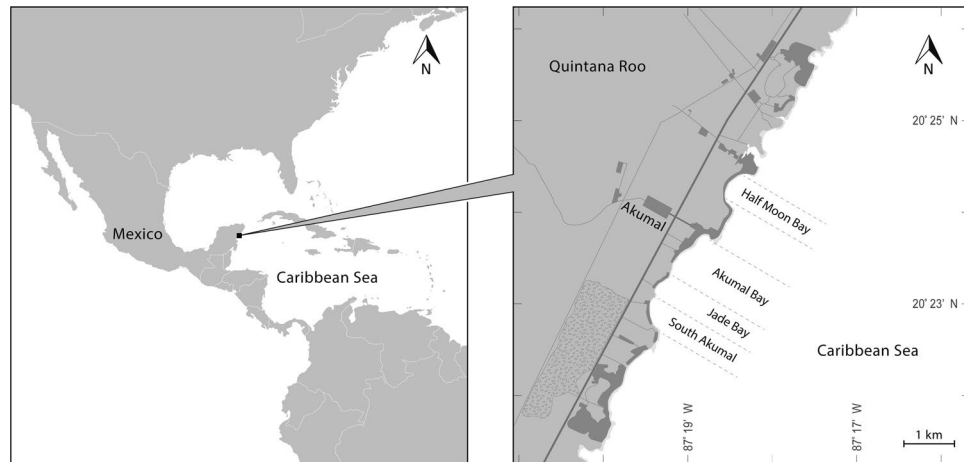 N
Mexico
Caribbean Sea
N
Quintana Roo
20° 25' N
Half Moon Bay
Akumal
Akumal Bay
Jade Bay
20° 23' N
South Akumal
Caribbean Sea
87° 19' W
87° 17' W
1 km